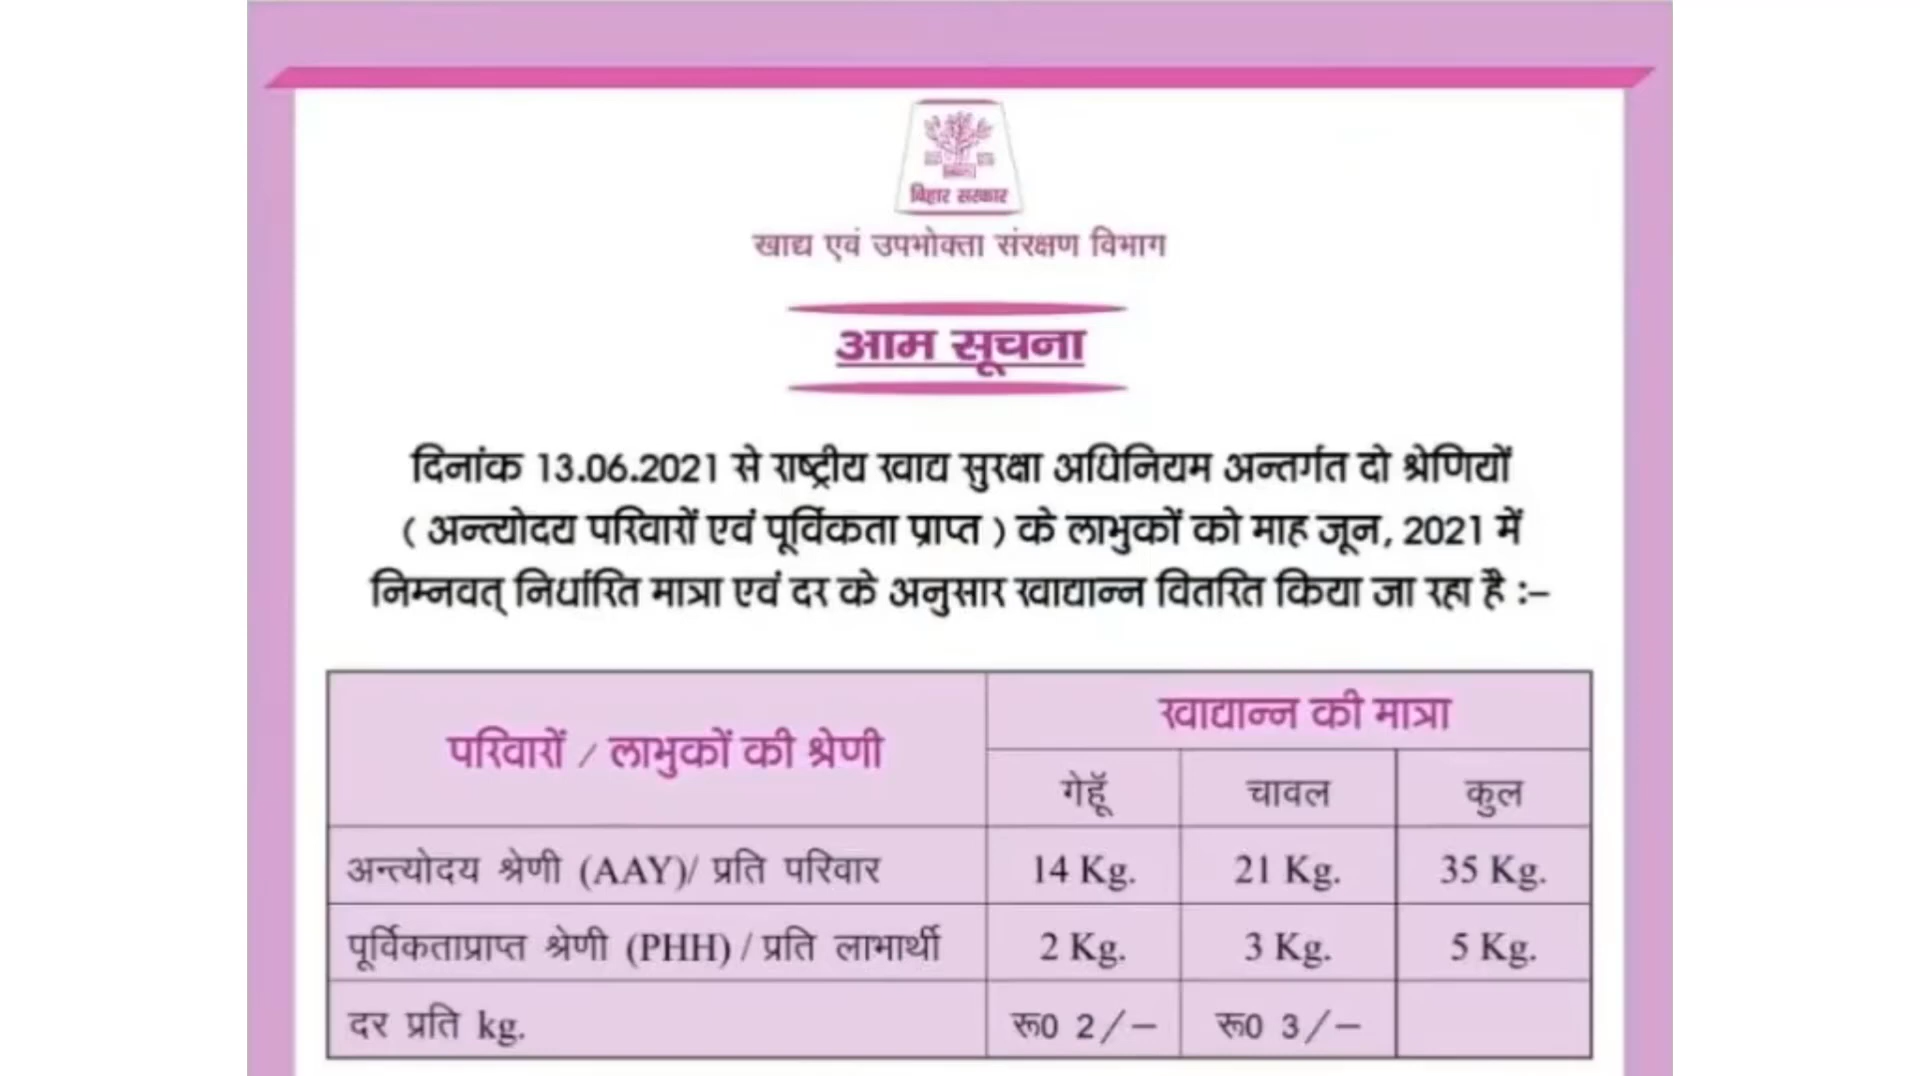 बिहार सरकार
खाद्य एवं उपभोक्ता संरक्षण विभाग
आम सूचना
दिनांक 13.06.2021 से राष्ट्रीय खाद्य सुरक्षा अधिनियम अन्तर्गत दो श्रेणियों
( अन्त्योदय परिवारों एवं पूर्विकता प्राप्त ) के लाभुकों को माह जून, 2021 में
निम्नवत् निर्धारित मात्रा एवं दर के अनुसार खाद्यान्न वितरित किया जा रहा है :–
परिवारों / लाभुकों की श्रेणी
खाद्यान्न की मात्रा
गेहूॅं चावल कुल
अन्त्योदय श्रेणी (AAY)/ प्रति परिवार 14 Kg. 21 Kg. 35 Kg.
पूर्विकताप्राप्त श्रेणी (PHH) / प्रति लाभार्थी 2 Kg. 3 Kg. 5 Kg.
दर प्रति kg. रू0 2/– रू0 3/–